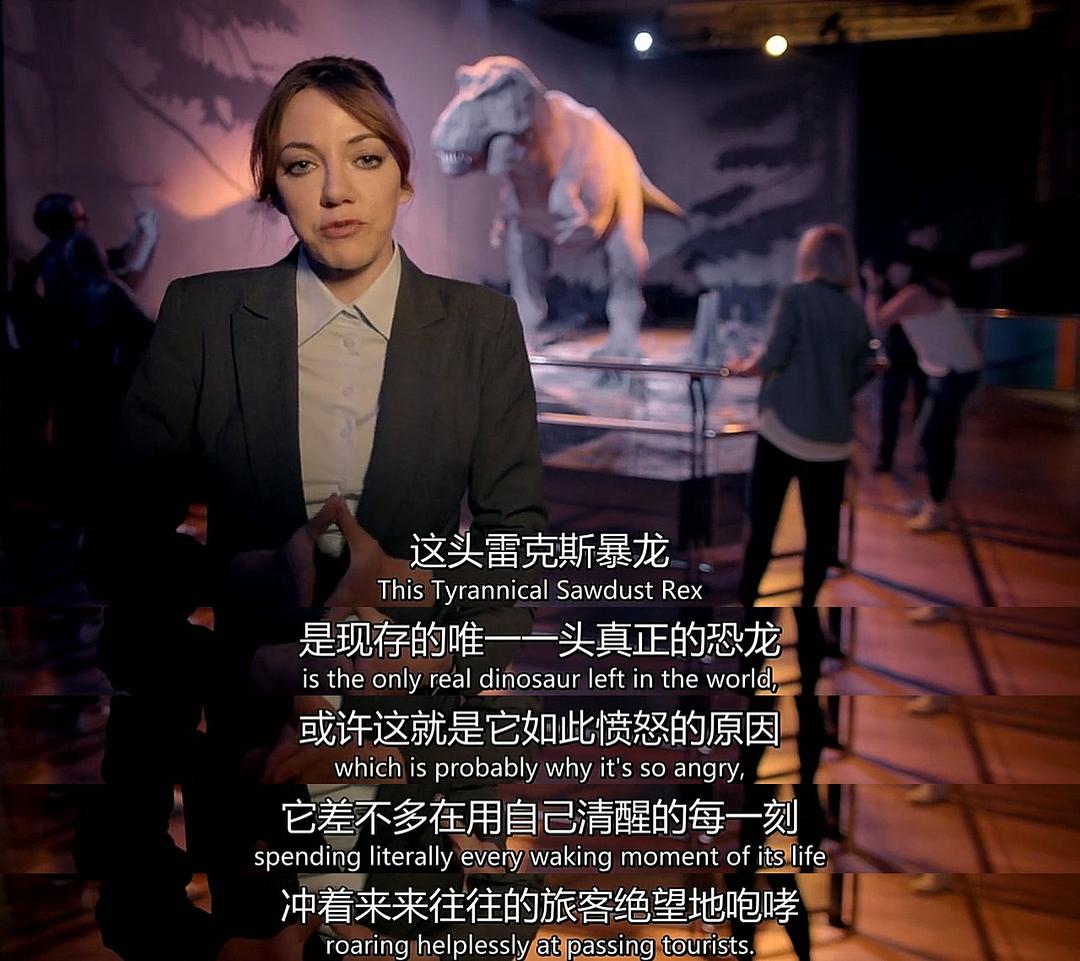 这头雷克斯暴龙
This Tyrannical Sawdust Rex
是现存的唯一一头真正的恐龙
is the only real dinosaur left in the world,
或许这就是它如此愤怒的原因
which is probably why it's so angry,
它差不多在用自己清醒的每一刻
spending literally every waking moment of its life
冲着来来往往的旅客绝望地咆哮
roaring helplessly at passing tourists.